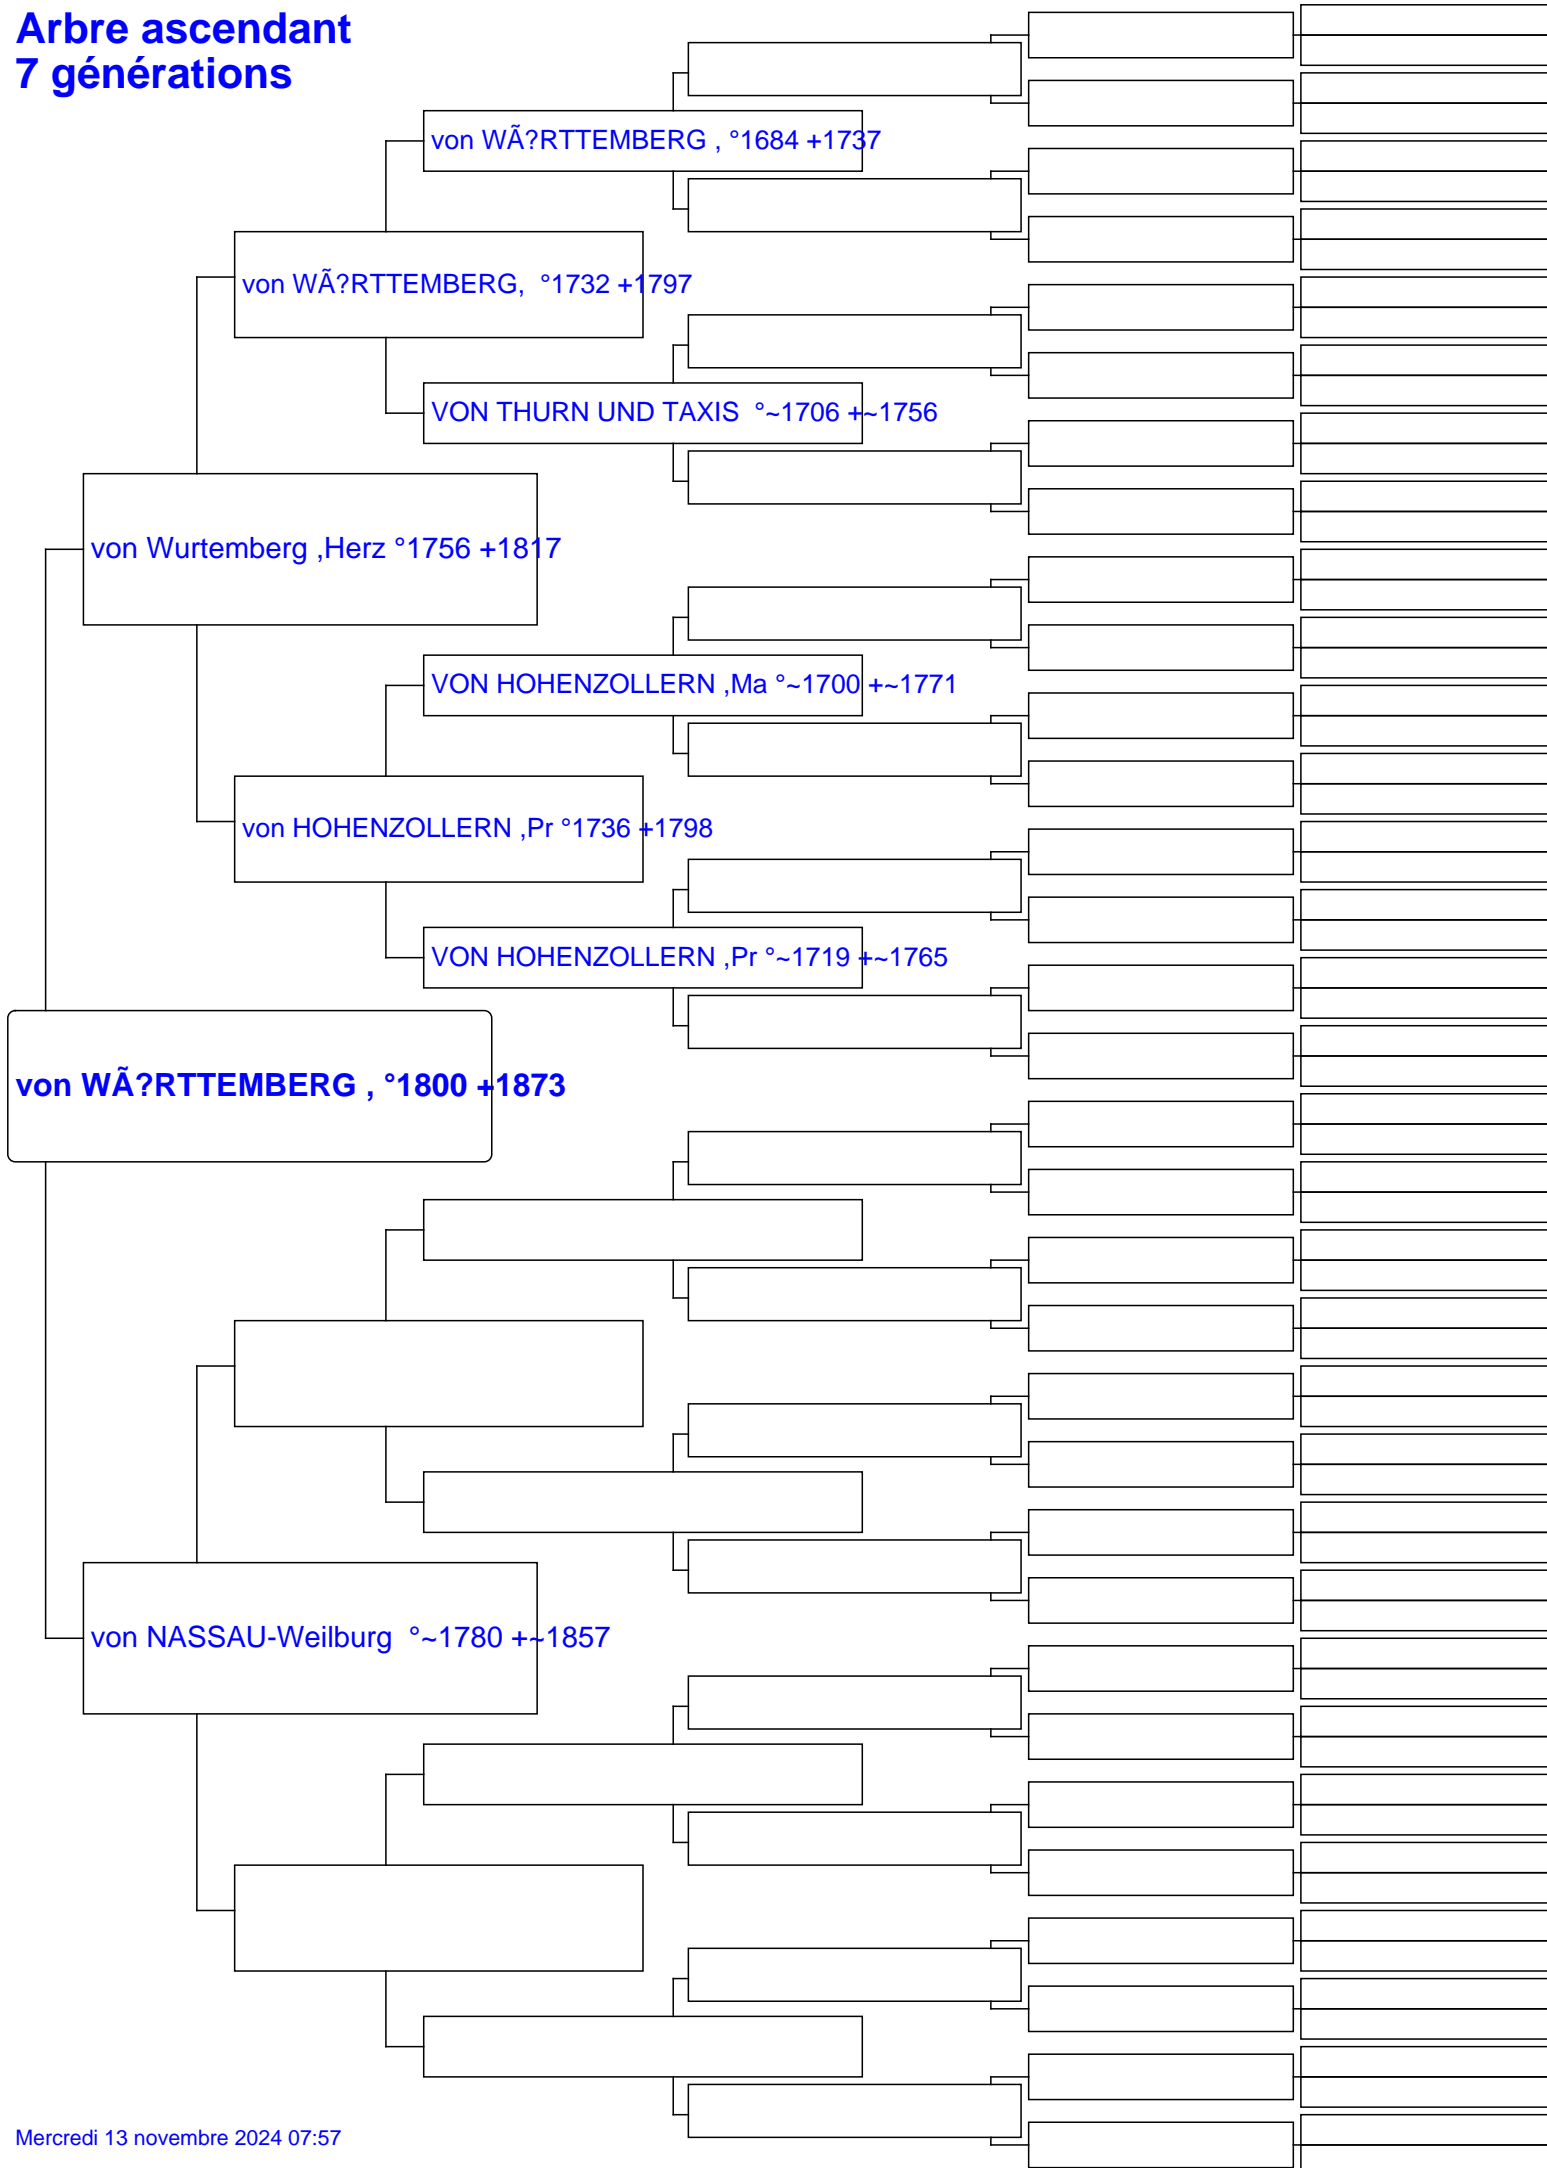 Arbre ascendant
7 générations
von WÃ?RTTEMBERG , °1684 +1737
von WÃ?RTTEMBERG,  °1732 +1797
VON THURN UND TAXIS  °~1706 +~1756
von Wurtemberg ,Herz °1756 +1817
VON HOHENZOLLERN ,Ma °~1700 +~1771
von HOHENZOLLERN ,Pr °1736 +1798
VON HOHENZOLLERN ,Pr °~1719 +~1765
von WÃ?RTTEMBERG , °1800 +1873
von NASSAU-Weilburg  °~1780 +~1857
Mercredi 13 novembre 2024 07:57